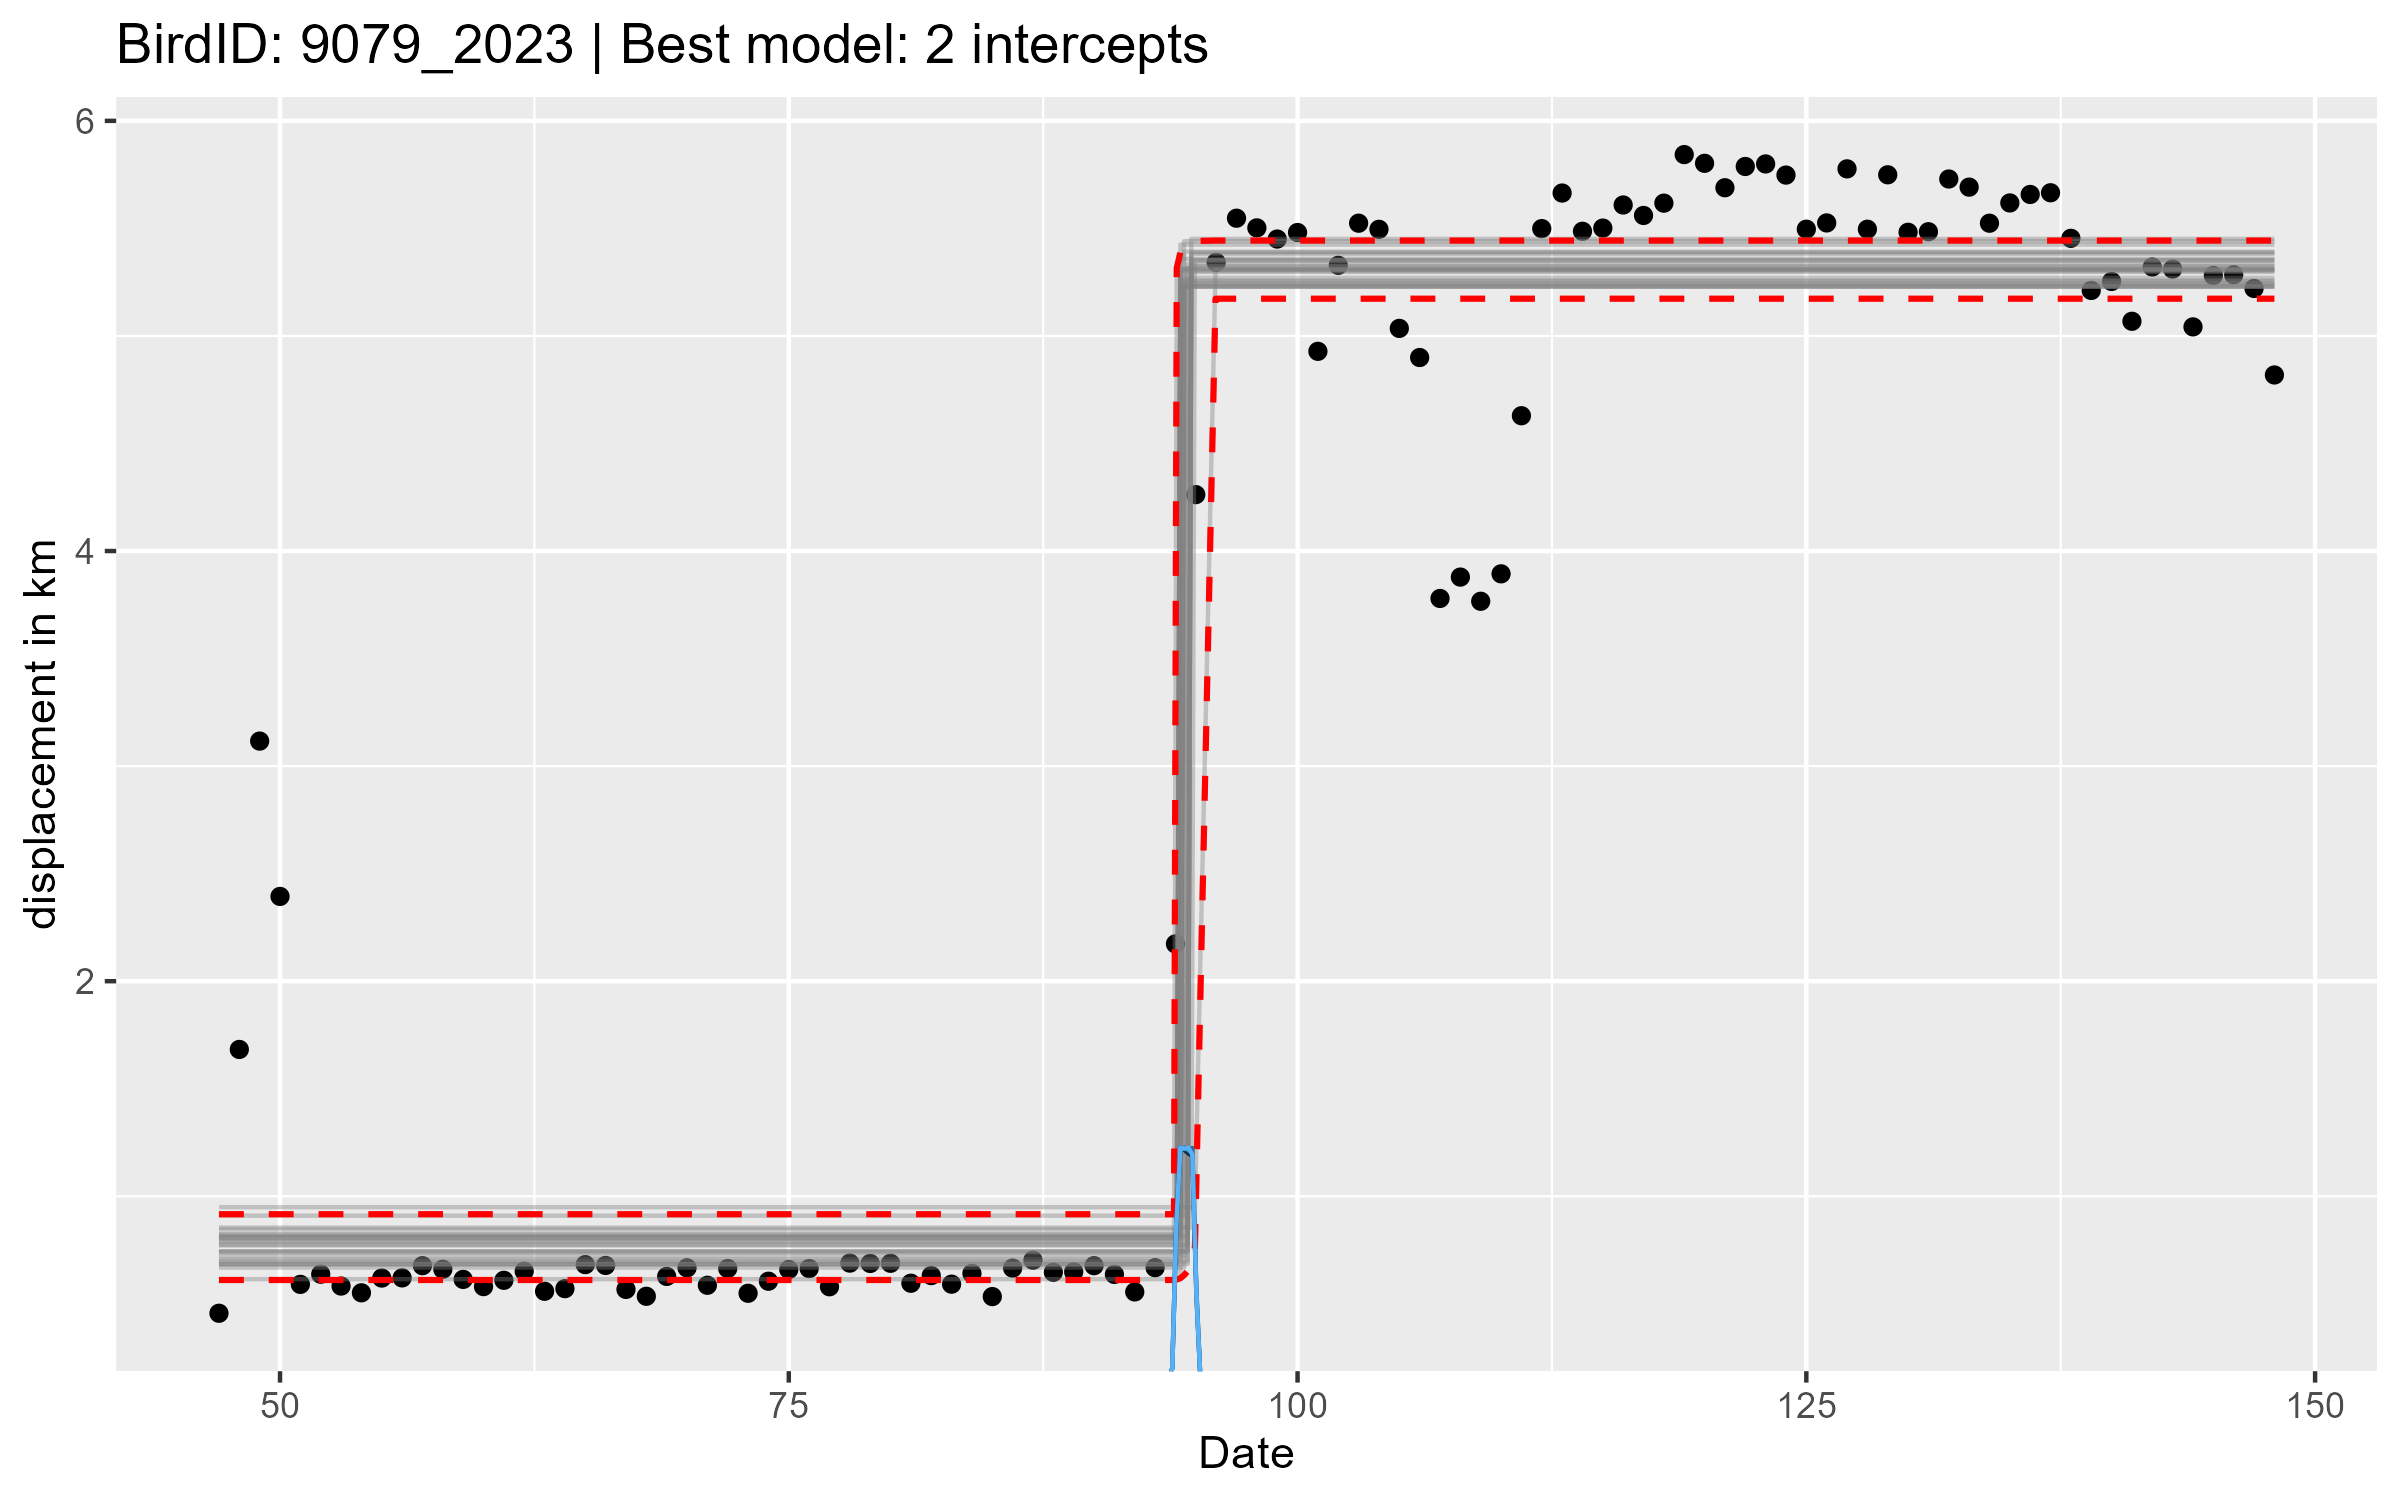 BirdID: 9079_2023 | Best model: 2 intercepts
6
4
2
displacement in km
50
75
100
125
150
Date